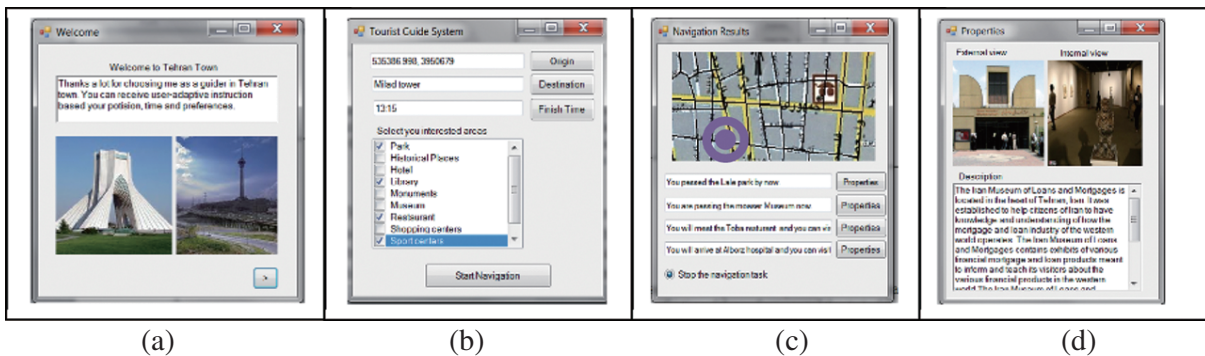 Welcome
Welcome to Tehran Town
Thanks a lot for choosing me as a guider in Tehran
town. You can receive user-adaptive instruction
based your potision, time and preferences.
>
(a)
Tourist Guide System
535386.998, 3950679
Origin
Milad tower
Destination
13:15
Finish Time
Select you interested areas
Park
Historical Places
Hotel
Library
Monuments
Museum
Restaurant
Shopping centers
Sport centers
Start Navigation
(b)
Navigation Results
You passed the Lale park by now
Properties
You are passing the Museum now
Properties
You will meet the Toba resturent and you can vis
Properties
You will arrive at Alborz hospital and you can visi
Properties
Stop the navigation task
(c)
Properties
External view
Internal view
Description
The Iran Museum of Loans and Mortgages is
located in the heart of Tehran, Iran. It was
established to help citizens of Iran to have
knowledge and understanding of how the
mortgage and loan industry of the western
world operates. The Iran Museum of Loans
and Mortgages contains exhibits of various
financial mortgage and loan products meant
to inform and teach its visitors about the
various financial products in the western
world. The Iran Museum of Loans and
(d)